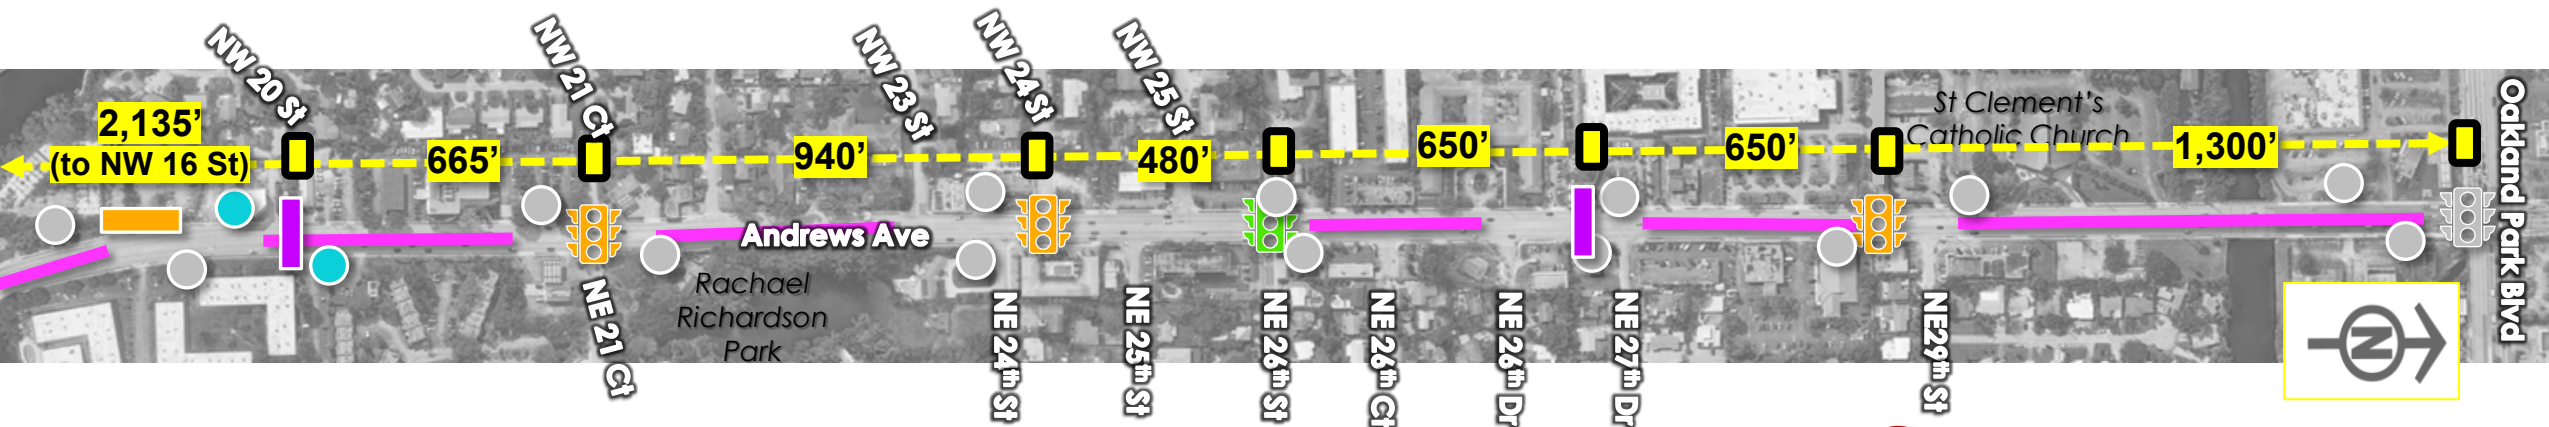 NW 20 St
NW 21 Ct
NW 23 St
NW 24 St
NW 25 St
2,135’
(to NW 16 St)
665’
940’
480’
650’
650’
1,300’
St Clement’s
Catholic Church
Oakland Park Blvd
Andrews Ave
Rachael
Richardson
Park
NE 21 Ct
NE 24th St
NE 25th St
NE 26th St
NE 26th Ct
NE 26th Dr
NE 27th Dr
NE29th St
N